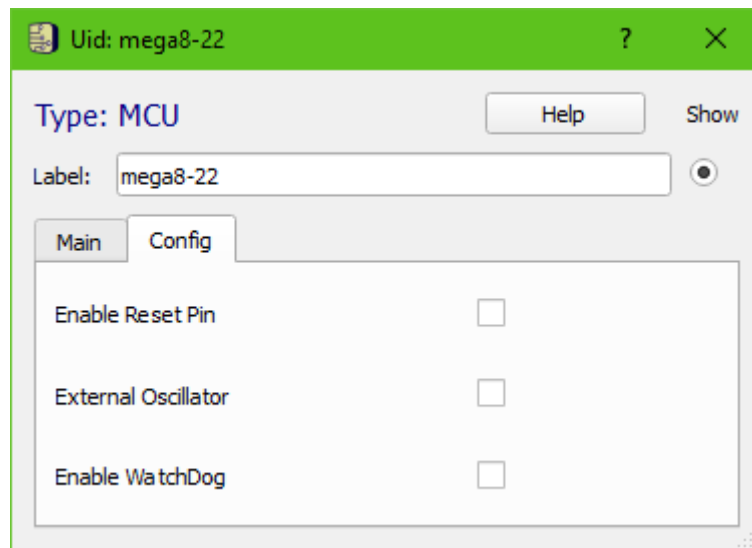 Uid: mega8-22 ?
Type: MCU Help Show
Label: mega8-22
Main Config
Enable Reset Pin
External Oscillator
Enable WatchDog